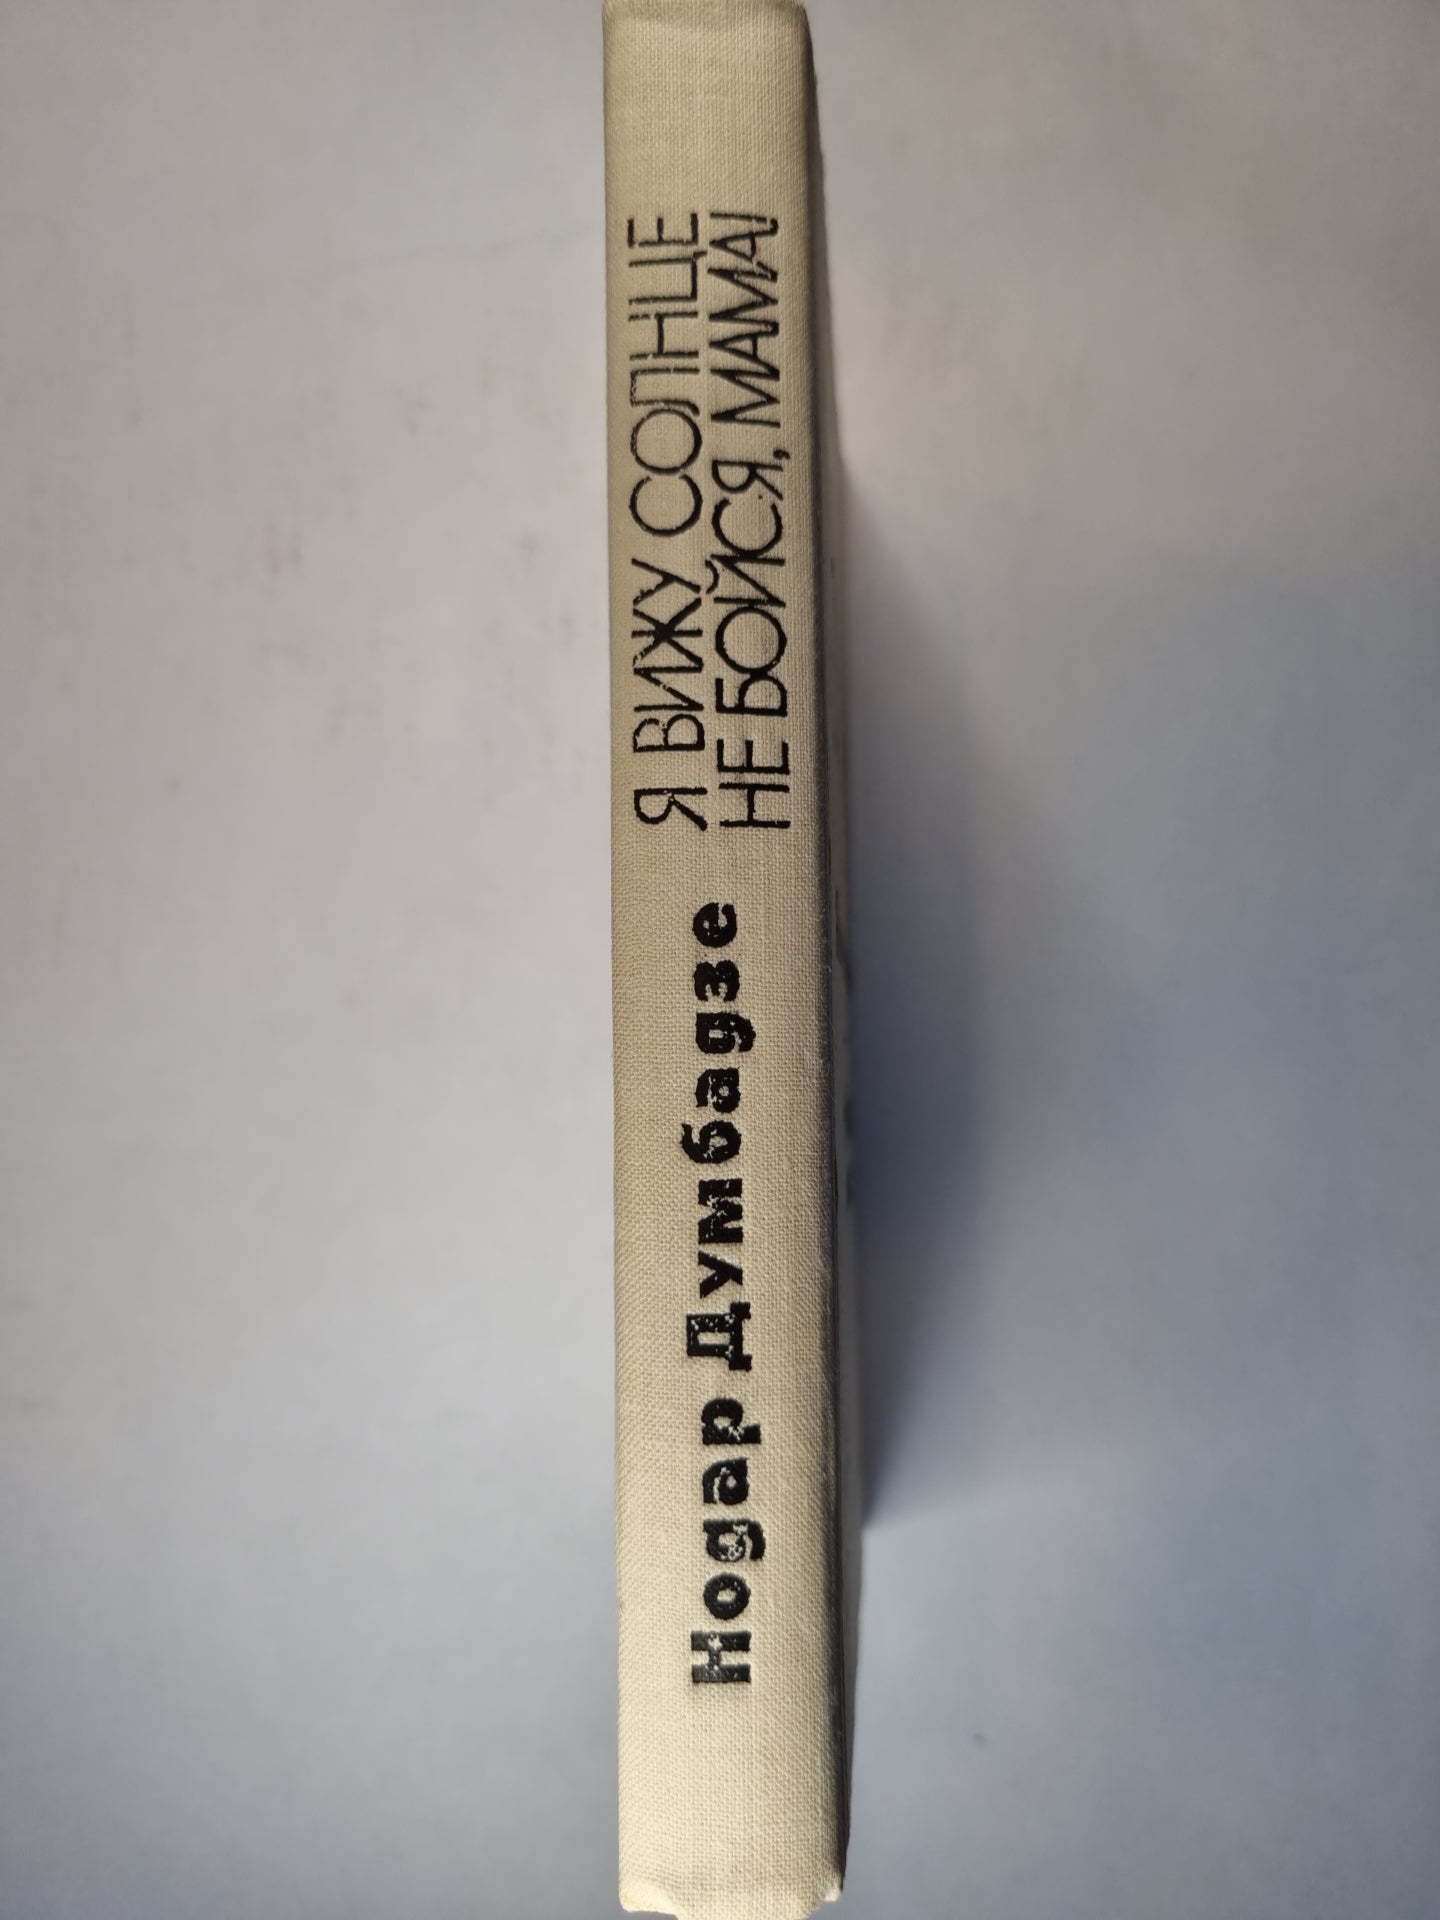 Нодар Думбадзе
Я ВИЖУ СОЛНЦЕ
НЕ БОЙСЯ, МАМА!